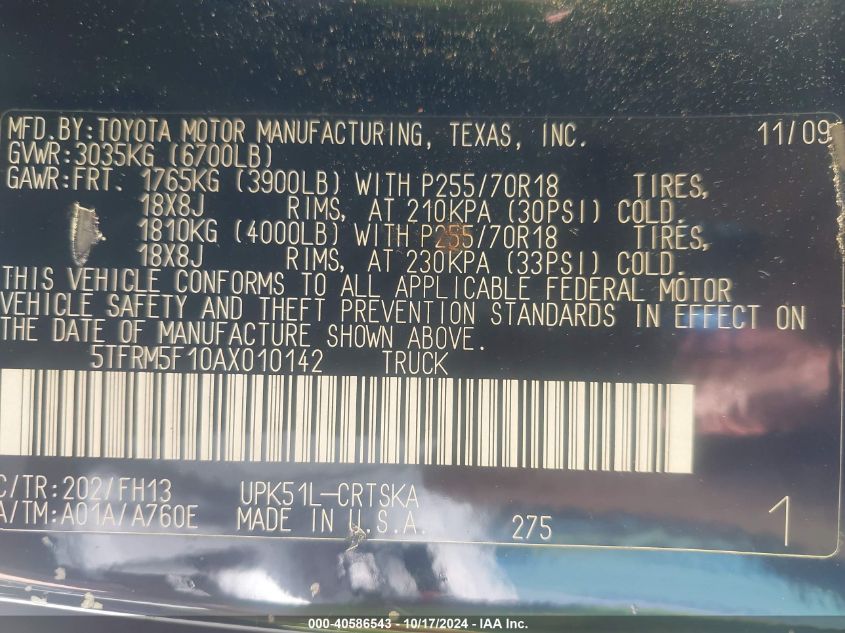 MFD.BY:TOYOTA MOTOR MANUFACTURING, TEXAS, INC. 11/09
GVWR:3035KG (6700LB)
GAWR:FRT. 1765KG (3900LB) WITH P255/70R18 TIRES,
18X8J RIMS, AT 210KPA (30PSI) COLD.
1810KG (4000LB) WITH P255/70R18 TIRES,
18X8J RIMS, AT 230KPA (33PSI) COLD.
THIS VEHICLE CONFORMS TO ALL APPLICABLE FEDERAL MOTOR
VEHICLE SAFETY AND THEFT PREVENTION STANDARDS IN EFFECT ON
THE DATE OF MANUFACTURE SHOWN ABOVE.
5TFRM5F10AX010142 TRUCK
C/TR:202/FH13 UPK51L-CRTSKA
A/TM:A01A/A760E MADE IN U.S.A. 275 1
000-40586543 - 10/17/2024 - IAA Inc.